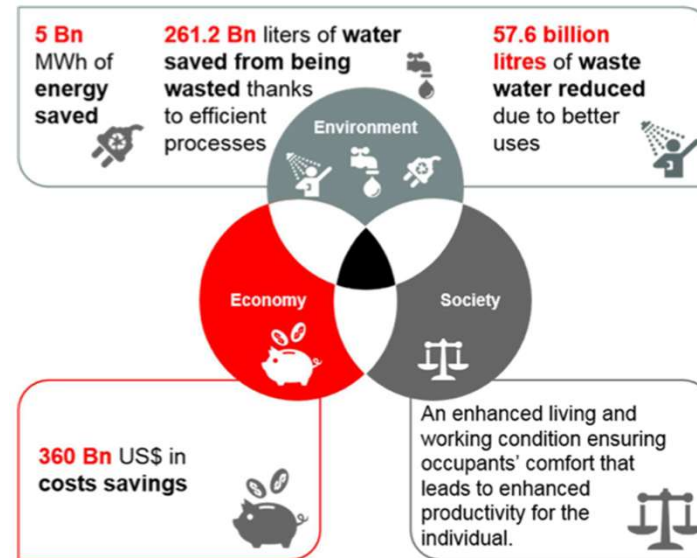 5 Bn
MWh of
energy
saved
261.2 Bn liters of water
saved from being
wasted thanks
to efficient
processes
57.6 billion
litres of waste
water reduced
due to better
uses
Environment
Economy
Society
360 Bn US$ in
costs savings
An enhanced living and
working condition ensuring
occupants' comfort that
leads to enhanced
productivity for the
individual.